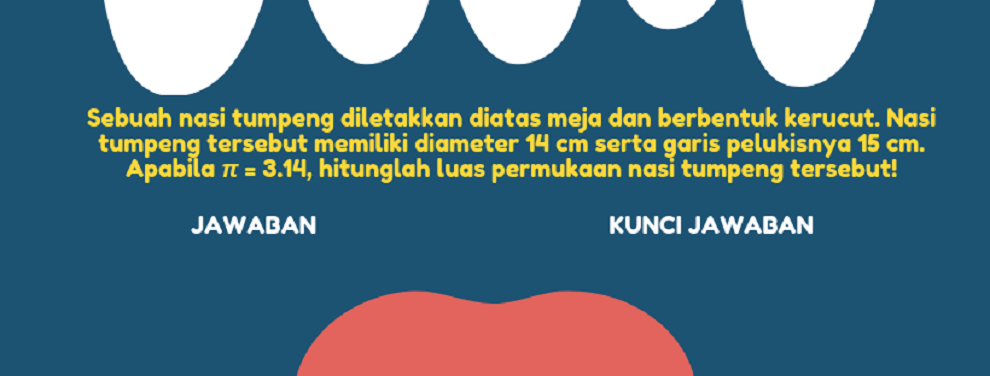 Sebuah nasi tumpeng diletakkan diatas meja dan berbentuk kerucut. Nasi
tumpeng tersebut memiliki diameter 14 cm serta garis pelukisnya 15 cm.
Apabila π = 3.14, hitunglah luas permukaan nasi tumpeng tersebut!
JAWABAN
KUNCI JAWABAN